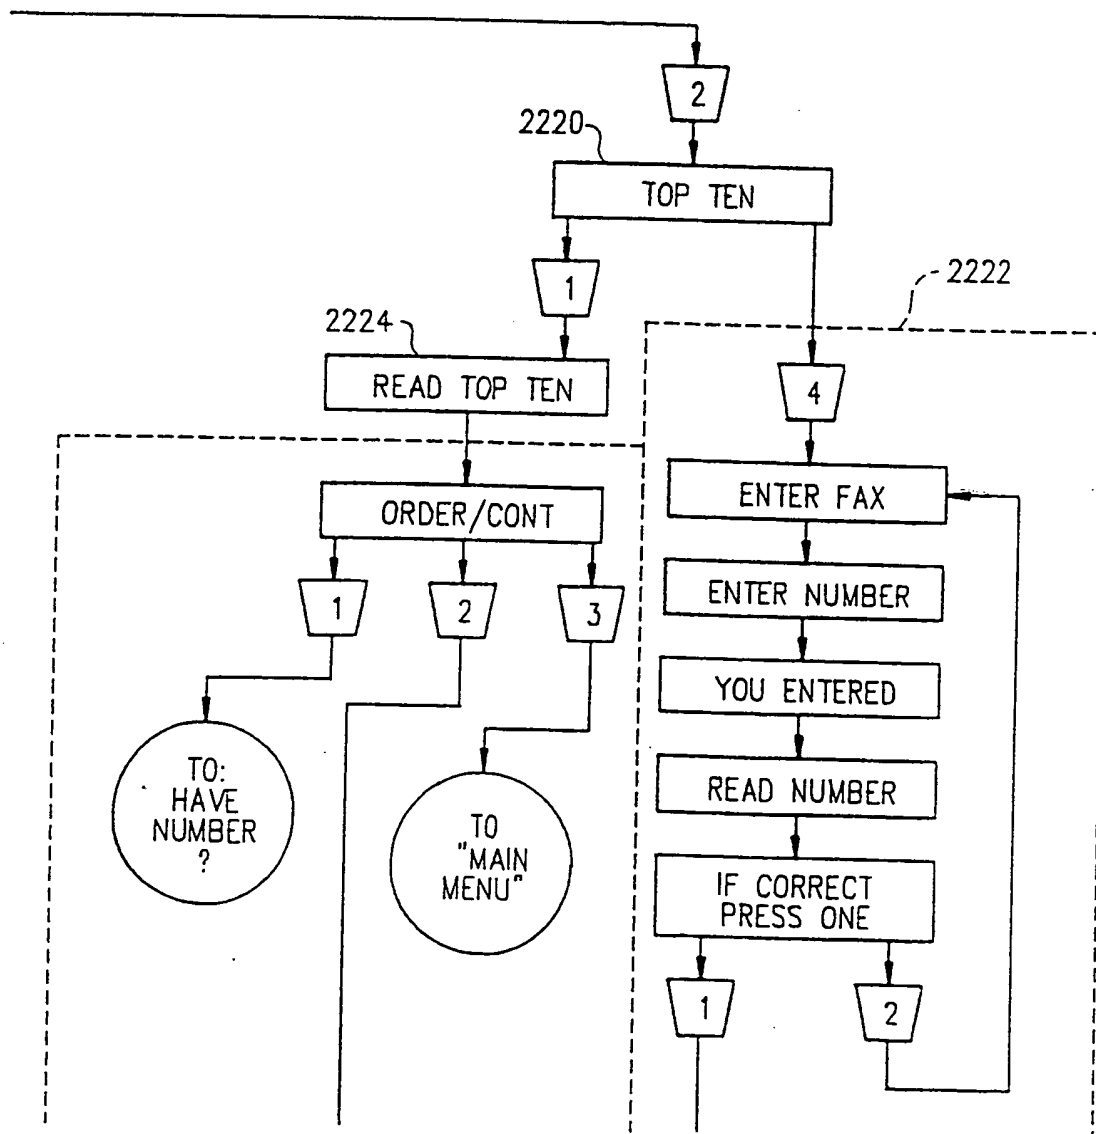 2
2220
TOP TEN
1
2222
2224
READ TOP TEN
4
ENTER FAX
ORDER/CONT
1
2
3
ENTER NUMBER
YOU ENTERED
READ NUMBER
TO:
HAVE
NUMBER
?
TO
"MAIN
MENU"
IF CORRECT
PRESS ONE
1
2